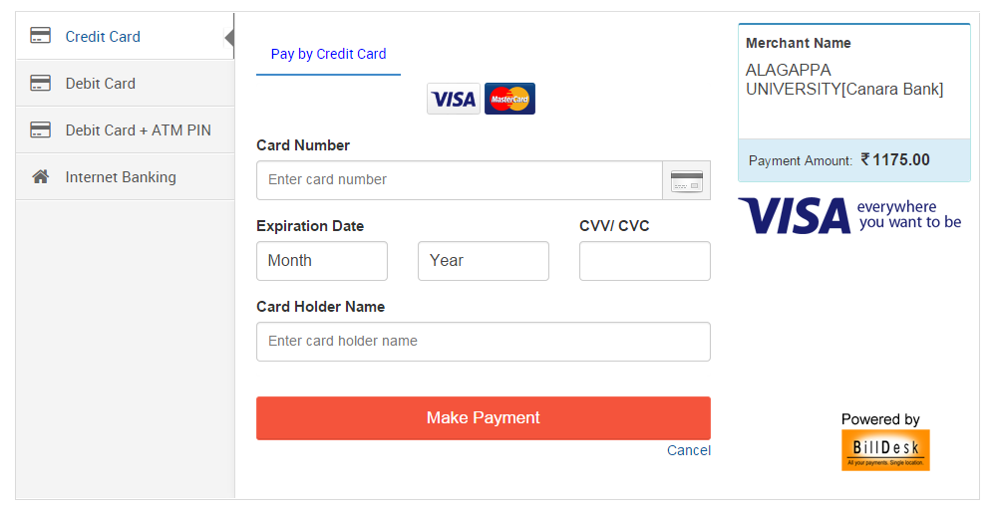 Credit Card
Debit Card
Debit Card + ATM PIN
Internet Banking
Pay by Credit Card
VISA MasterCard
Card Number
Enter card number
Expiration Date CVV/ CVC
Month Year
Card Holder Name
Enter card holder name
Make Payment
Cancel
Merchant Name
ALAGAPPA
UNIVERSITY[Canara Bank]
Payment Amount: ₹ 1175.00
VISA everywhere
you want to be
Powered by
BillDesk
All your payments. Single location.